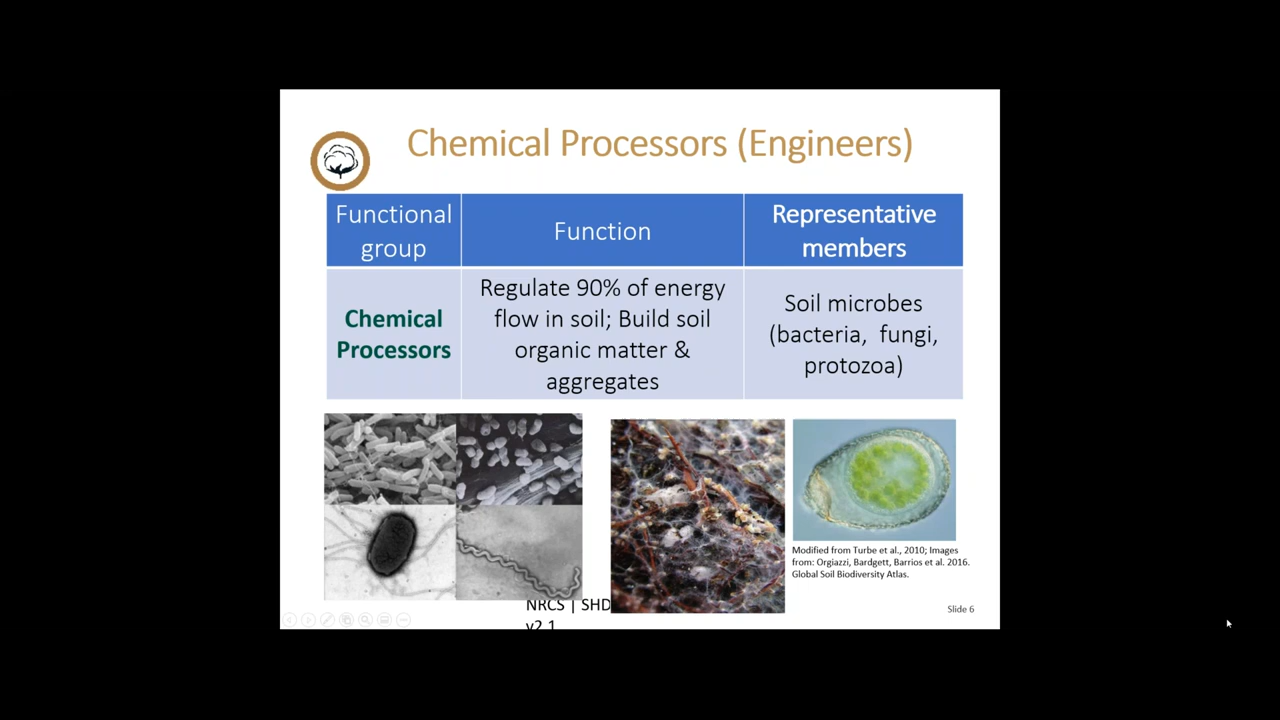 Chemical Processors (Engineers)
Functional
group
Function
Representative
members
Chemical
Processors
Regulate 90% of energy
flow in soil; Build soil
organic matter &
aggregates
Soil microbes
(bacteria, fungi,
protozoa)
Modified from Turbe et al., 2010; Images
from: Orgiazzi, Bardgett, Barrios et al. 2016.
Global Soil Biodiversity Atlas.
NRCS | SHD
v2.1
Slide 6